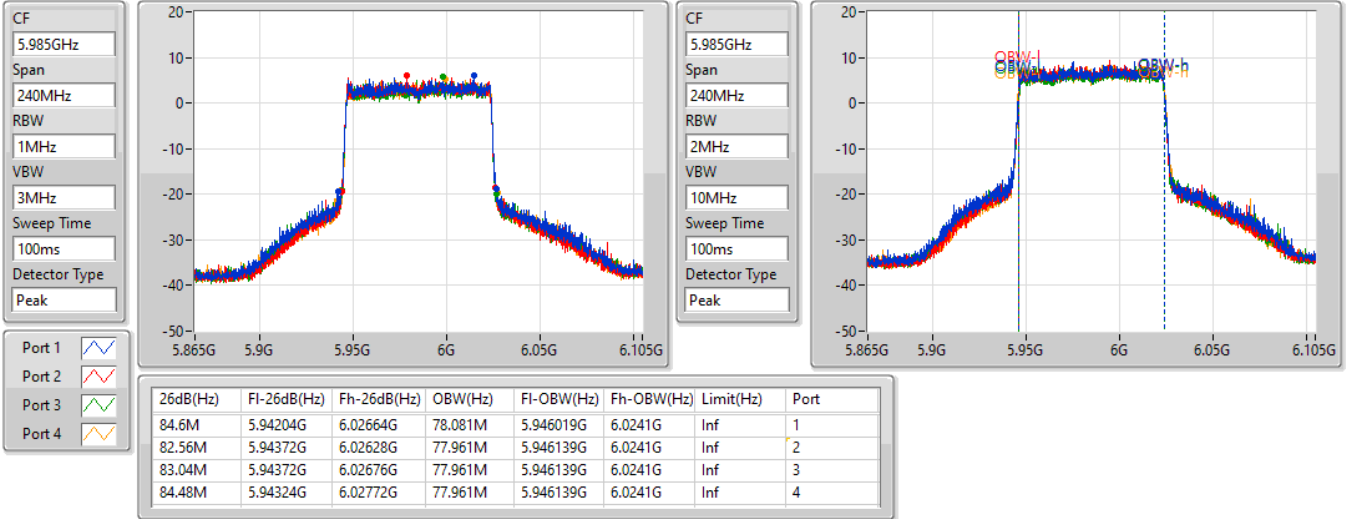 CF
5.985GHz
Span
240MHz
RBW
1MHz
VBW
3MHz
Sweep Time
100ms
Detector Type
Peak
20
10
0
-10
-20
-30
-40
-50
5.865G 5.9G 5.95G 6G 6.05G 6.105G
CF
5.985GHz
Span
240MHz
RBW
2MHz
VBW
10MHz
Sweep Time
100ms
Detector Type
Peak
20
10
0
-10
-20
-30
-40
-50
OBW-l
OBW-h
5.865G 5.9G 5.95G 6G 6.05G 6.105G
Port 1
Port 2
Port 3
Port 4
26dB(Hz) Fl-26dB(Hz) Fh-26dB(Hz) OBW(Hz) Fl-OBW(Hz) Fh-OBW(Hz) Limit(Hz) Port
84.6M 5.94204G 6.02664G 78.081M 5.946019G 6.0241G Inf 1
82.56M 5.94372G 6.02628G 77.961M 5.946139G 6.0241G Inf 2
83.04M 5.94372G 6.02676G 77.961M 5.946139G 6.0241G Inf 3
84.48M 5.94324G 6.02772G 77.961M 5.946139G 6.0241G Inf 4